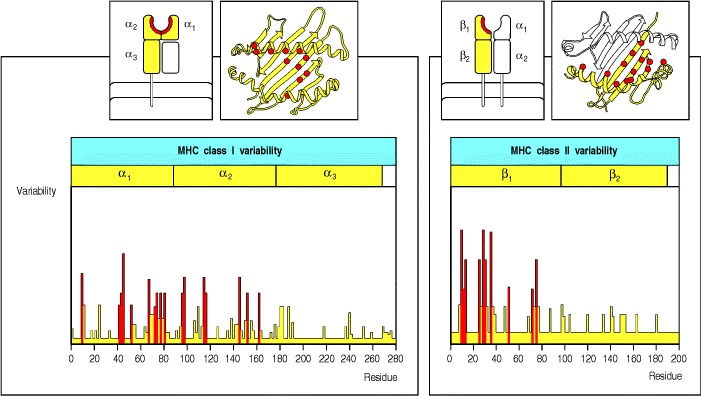 α2 α1
α3
β1 α1
β2 α2
MHC class I variability
α1 α2 α3
Variability
0 20 40 60 80 100 120 140 160 180 200 220 240 260 280
Residue
MHC class II variability
β1 β2
0 20 40 60 80 100 120 140 160 180 200
Residue